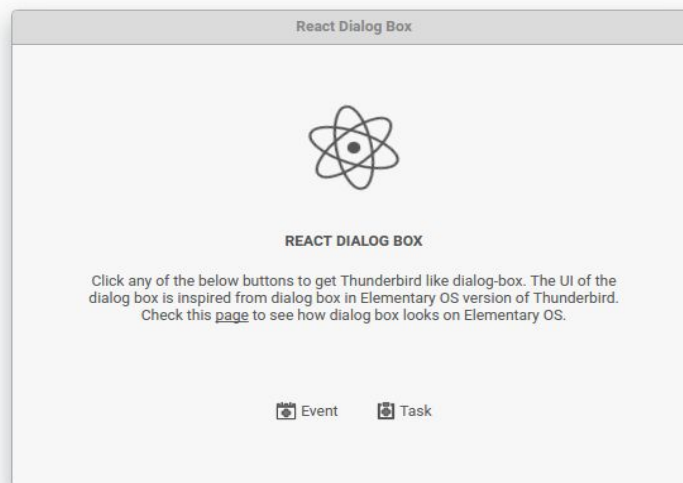 React Dialog Box
REACT DIALOG BOX
Click any of the below buttons to get Thunderbird like dialog-box. The UI of the
dialog box is inspired from dialog box in Elementary OS version of Thunderbird.
Check this page to see how dialog box looks on Elementary OS.
Event Task